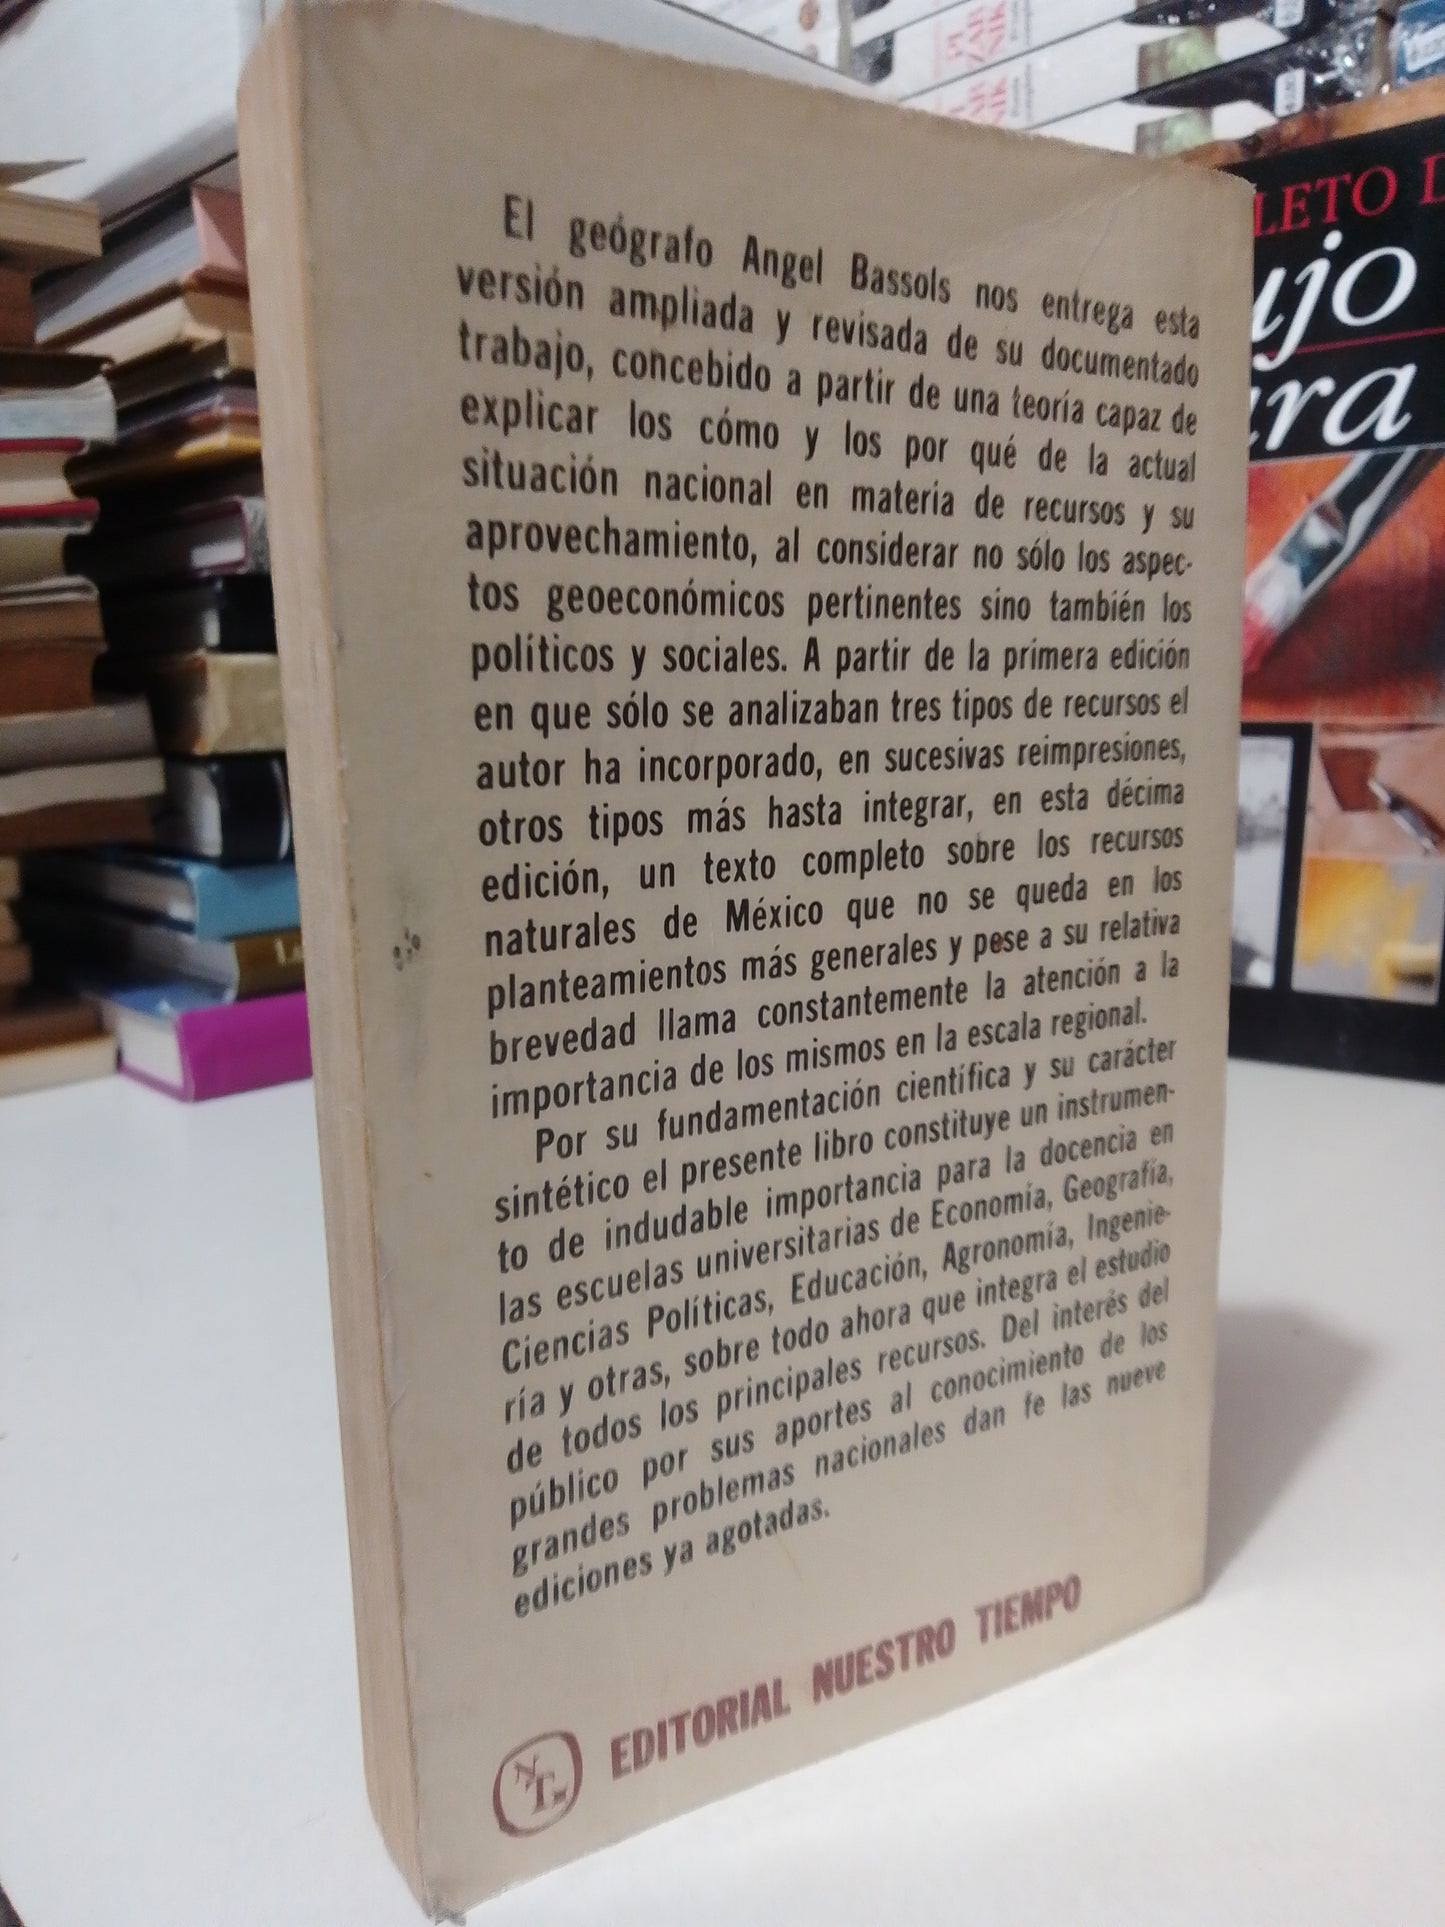 El geógrafo Angel Bassols nos entrega esta
versión ampliada y revisada de su documentado
trabajo, concebido a partir de una teoría capaz de
explicar los cómo y los por qué de la actual
situación nacional en materia de recursos y su
aprovechamiento, al considerar no sólo los aspec-
tos geoeconómicos pertinentes sino también los
políticos y sociales. A partir de la primera edición
en que sólo se analizaban tres tipos de recursos el
autor ha incorporado, en sucesivas reimpresiones,
otros tipos más hasta integrar, en esta décima
edición, un texto completo sobre los recursos
naturales de México que no se queda en los
planteamientos más generales y pese a su relativa
brevedad llama constantemente la atención a la
importancia de los mismos en la escala regional.
Por su fundamentación científica y su carácter
sintético el presente libro constituye un instrumen-
to de indudable importancia para la docencia en
las escuelas universitarias de Economía, Geografía,
Ciencias Políticas, Educación, Agronomía, Ingenie-
ría y otras, sobre todo ahora que integra el estudio
de todos los principales recursos. Del interés del
público por sus aportes al conocimiento de los
grandes problemas nacionales dan fe las nueve
ediciones ya agotadas.
NT
EDITORIAL NUESTRO TIEMPO
PI
ZAR
NIK
AR
NIK
LETO D
ujo
ura